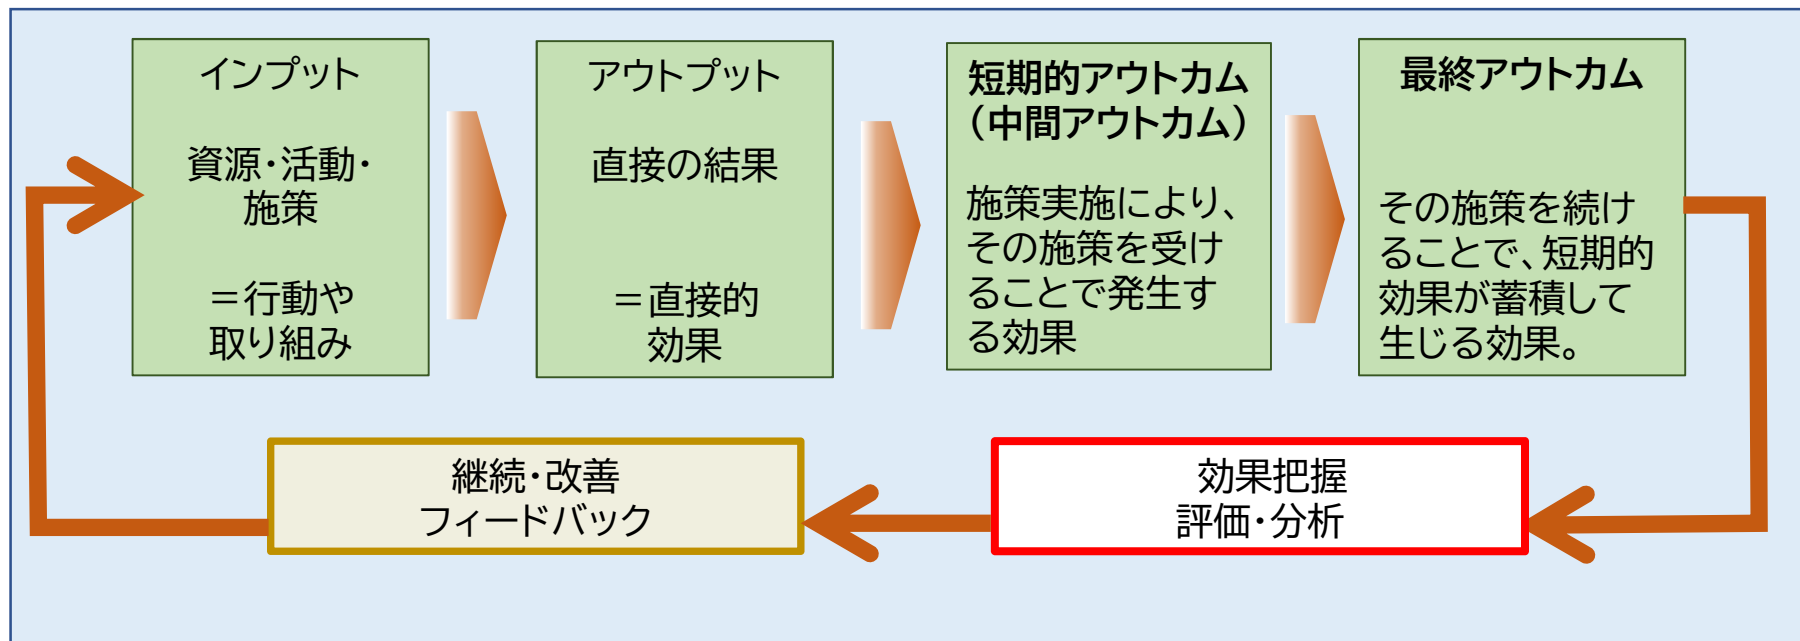 インプット
資源・活動・
施策
＝行動や
取り組み
アウトプット
直接の結果
＝直接的
効果
短期的アウトカム
（中間アウトカム）
施策実施により、
その施策を受け
ることで発生す
る効果
最終アウトカム
その施策を続け
ることで、短期的
効果が蓄積して
生じる効果。
継続・改善
フィードバック
効果把握
評価・分析